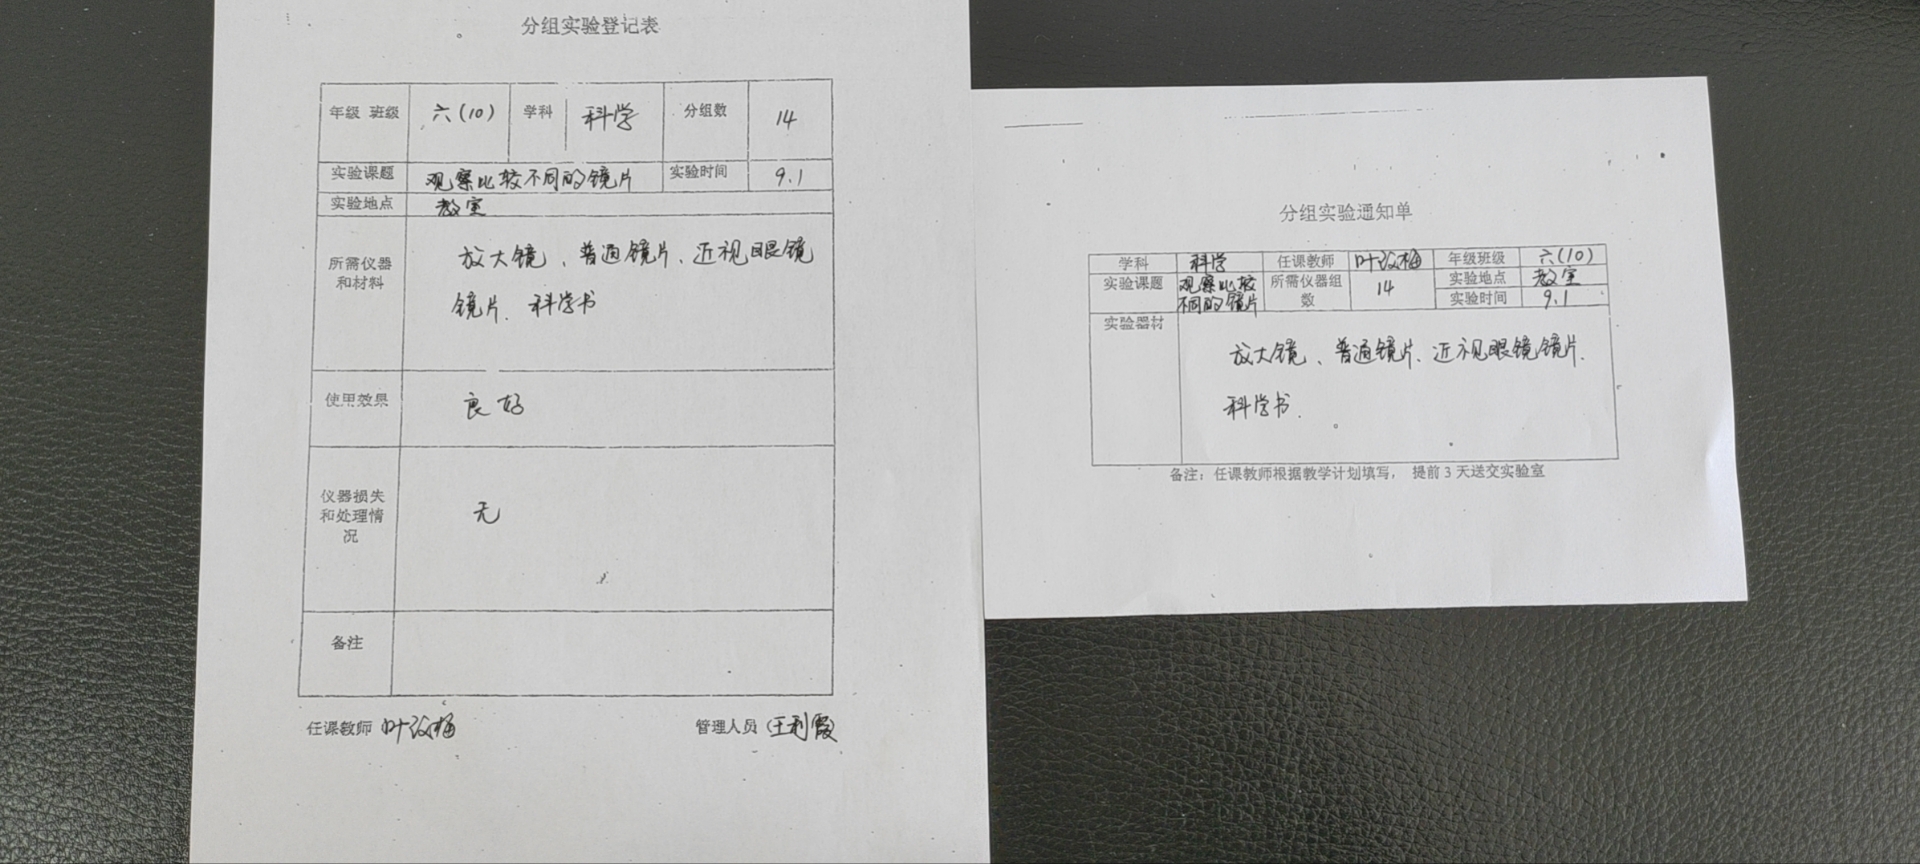 分组实验登记表
年级 班级 六(10) 学科 科学 分组数 14
实验课题 观察比较不同的镜片 实验时间 9.1
实验地点 教室
所需仪器和材料
放大镜、普通镜片、近视眼镜
镜片、科学书
使用效果 良好
仪器损失和处理情况 无
备注
任课教师 叶 梅 管理人员 王利霞
分组实验通知单
学科 科学 任课教师 叶 梅 年级班级 六(10)
实验课题 观察比较不同的镜片 所需仪器组数 14 实验地点 教室
实验时间 9.1
实验器材
放大镜、普通镜片、近视眼镜镜片、
科学书.
备注:任课教师根据教学计划填写, 提前 3 天送交实验室